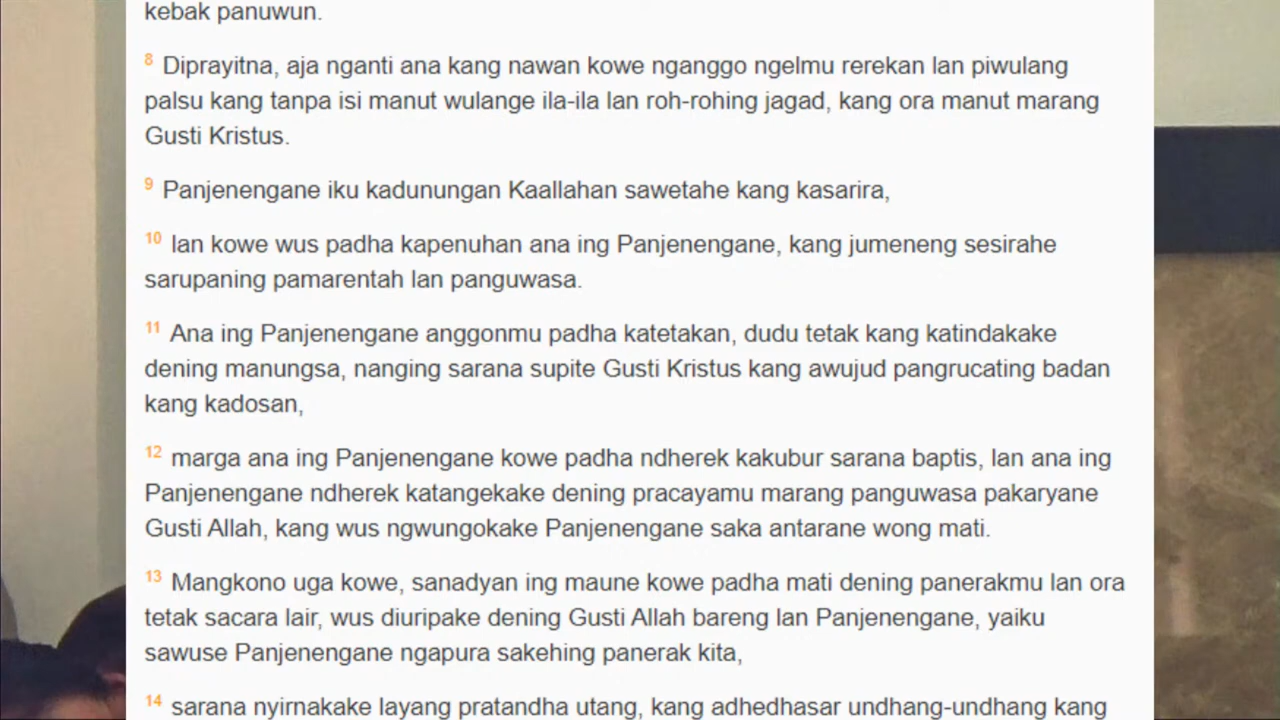 kebak panuwun.
8 Diprayitna, aja nganti ana kang nawan kowe nganggo ngelmu rerekan lan piwulang
palsu kang tanpa isi manut wulange ila-ila lan roh-rohing jagad, kang ora manut marang
Gusti Kristus.
9 Panjenengane iku kadunungan Kaallahan sawetahe kang kasarira,
10 lan kowe wus padha kapenuhan ana ing Panjenengane, kang jumeneng sesirahe
sarupaning pamarentah lan panguwasa.
11 Ana ing Panjenengane anggonmu padha katetakan, dudu tetak kang katindakake
dening manungsa, nanging sarana supite Gusti Kristus kang awujud pangrucating badan
kang kadosan,
12 marga ana ing Panjenengane kowe padha ndherek kakubur sarana baptis, lan ana ing
Panjenengane ndherek katangekake dening pracayamu marang panguwasa pakaryane
Gusti Allah, kang wus ngwungokake Panjenengane saka antarane wong mati.
13 Mangkono uga kowe, sanadyan ing maune kowe padha mati dening panerakmu lan ora
tetak sacara lair, wus diuripake dening Gusti Allah bareng lan Panjenengane, yaiku
sawuse Panjenengane ngapura sakehing panerak kita,
14 sarana nyirnakake layang pratandha utang, kang adhedhasar undhang-undhang kang